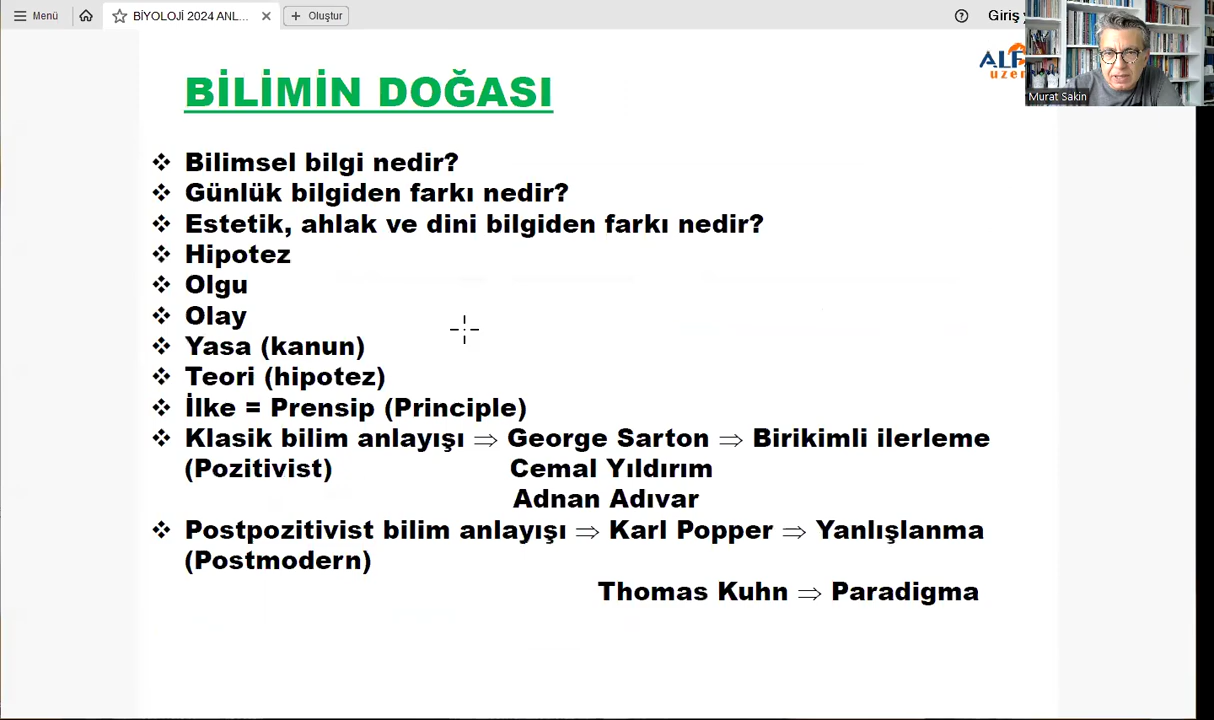 Menü
BİYOLOJİ 2024 ANL...
Oluştur
Giriş
ALF
uzer
Murat Sakin
BİLİMİN DOĞASI
❖ Bilimsel bilgi nedir?
❖ Günlük bilgiden farkı nedir?
❖ Estetik, ahlak ve dini bilgiden farkı nedir?
❖ Hipotez
❖ Olgu
❖ Olay
❖ Yasa (kanun)
❖ Teori (hipotez)
❖ İlke = Prensip (Principle)
❖ Klasik bilim anlayışı ⇒ George Sarton ⇒ Birikimli ilerleme
(Pozitivist) Cemal Yıldırım
Adnan Adıvar
❖ Postpozitivist bilim anlayışı ⇒ Karl Popper ⇒ Yanlışlanma
(Postmodern)
Thomas Kuhn ⇒ Paradigma